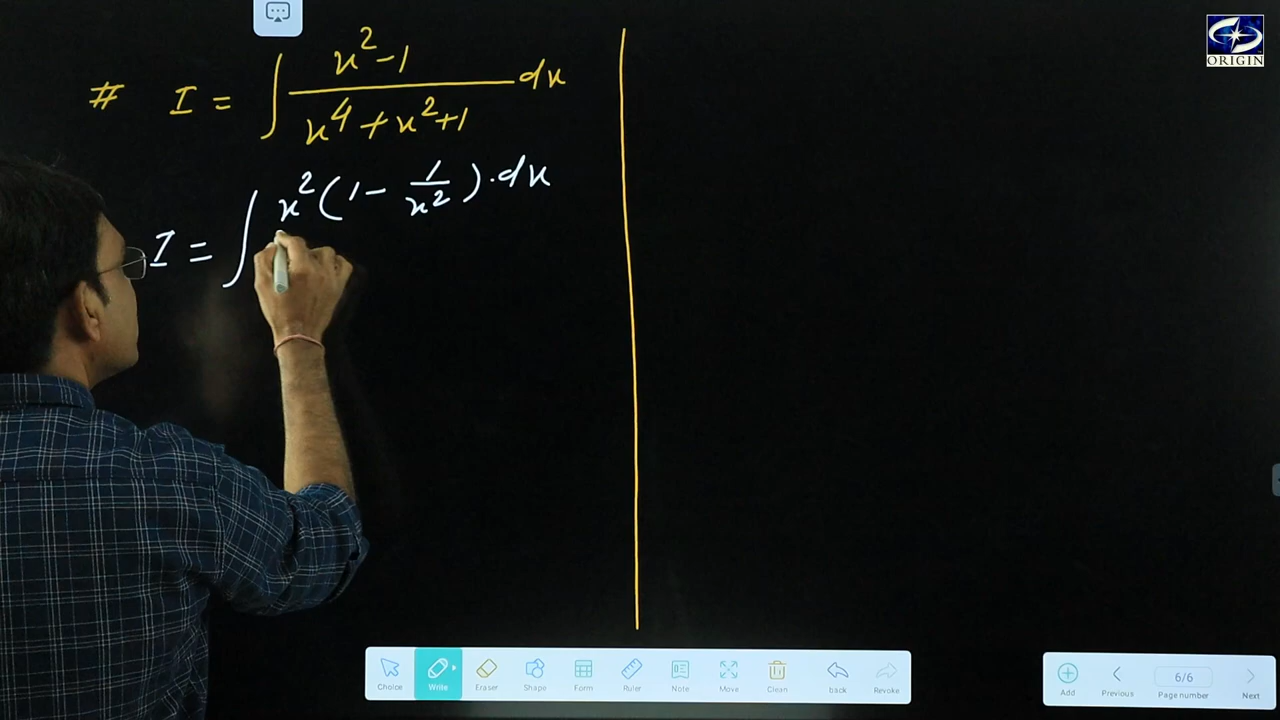 # I = ∫ x² - 1 / x⁴ + x² + 1 dx
I = ∫ x² (1 - 1/x²) . dx
ORIGIN
Choice Write Eraser Shape Form Ruler Note Move Clean back Revoke
Add Previous 6/6 Page number Next